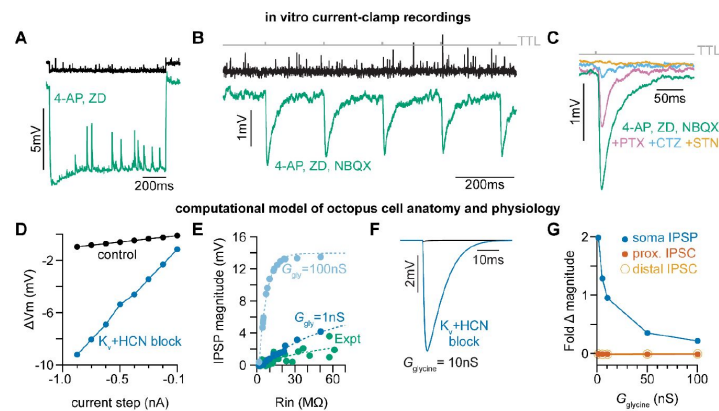 in vitro current-clamp recordings
A
4-AP, ZD
5mV
200ms
B
TTL
1mV
4-AP, ZD, NBQX
200ms
C
TTL
50ms
1mV
4-AP, ZD, NBQX
+PTX +CTZ +STN
computational model of octopus cell anatomy and physiology
D
ΔVm (mV)
-2
-6
-10
control
Kv+HCN
block
-1.0
-0.5
-0.1
current step (nA)
E
IPSP magnitude (mV)
16
12
8
4
0
Ggly=100nS
Ggly=1nS
Expt
0 20 40 60
Rin (MΩ)
F
10ms
2mV
Kv+HCN
block
Gglycine = 10nS
G
soma IPSP
prox. IPSC
distal IPSC
Fold Δ magnitude
2
1
0
0
50
100
Gglycine (nS)